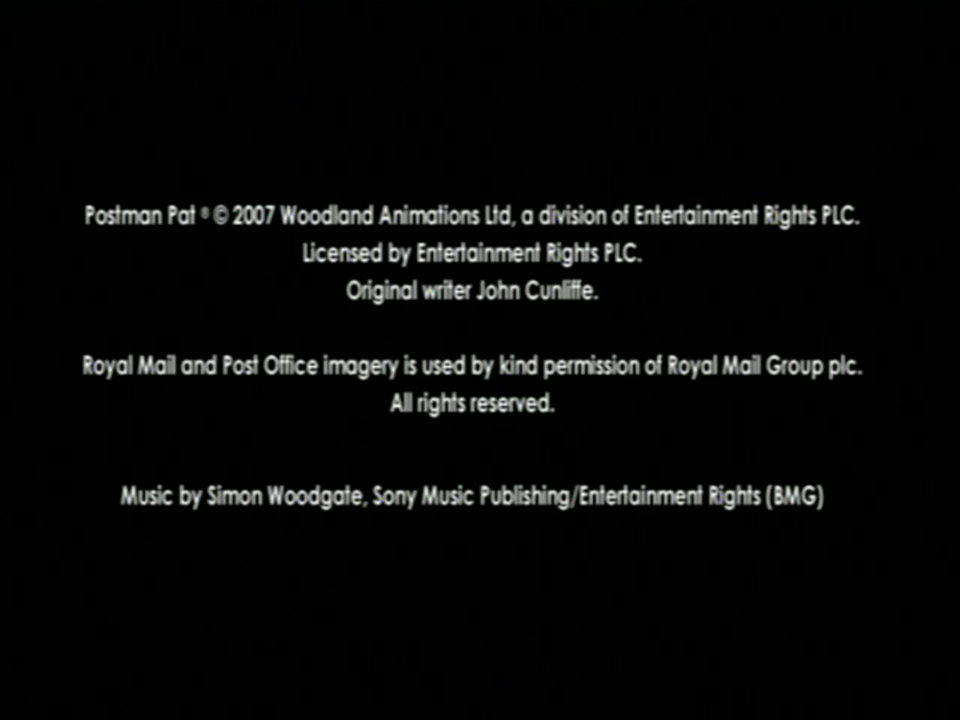 Postman Pat ® © 2007 Woodland Animations Ltd, a division of Entertainment Rights PLC.
Licensed by Entertainment Rights PLC.
Original writer John Cunliffe.
Royal Mail and Post Office imagery is used by kind permission of Royal Mail Group plc.
All rights reserved.
Music by Simon Woodgate, Sony Music Publishing/Entertainment Rights (BMG)